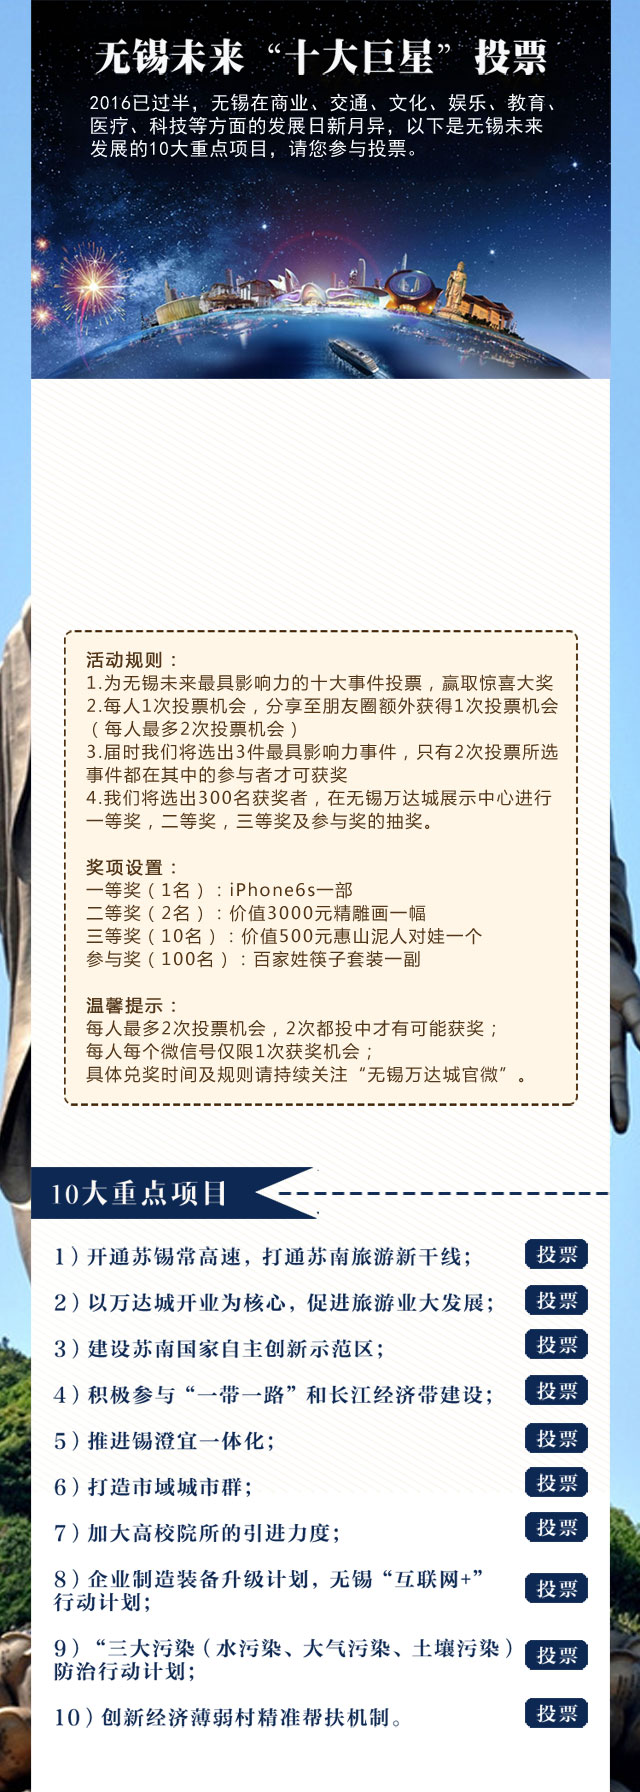 无锡未来“十大巨星”投票
2016已过半，无锡在商业、交通、文化、娱乐、教育、
医疗、科技等方面的发展日新月异，以下是无锡未来
发展的10大重点项目，请您参与投票。
活动规则：
1.为无锡未来最具影响力的十大事件投票，赢取惊喜大奖
2.每人1次投票机会，分享至朋友圈额外获得1次投票机会
（每人最多2次投票机会）
3.届时我们将选出3件最具影响力事件，只有2次投票所选
事件都在其中的参与者才可获奖
4.我们将选出300名获奖者，在无锡万达城展示中心进行
一等奖，二等奖，三等奖及参与奖的抽奖。
奖项设置：
一等奖（1名）：iPhone6s一部
二等奖（2名）：价值3000元精雕画一幅
三等奖（10名）：价值500元惠山泥人对娃一个
参与奖（100名）：百家姓筷子套装一副
温馨提示：
每人最多2次投票机会，2次都投中才有可能获奖；
每人每个微信号仅限1次获奖机会；
具体兑奖时间及规则请持续关注“无锡万达城官微”。
10大重点项目
1）开通苏锡常高速，打通苏南旅游新干线； 投票
2）以万达城开业为核心，促进旅游业大发展； 投票
3）建设苏南国家自主创新示范区； 投票
4）积极参与“一带一路”和长江经济带建设； 投票
5）推进锡澄宜一体化； 投票
6）打造市域城市群； 投票
7）加大高校院所的引进力度； 投票
8）企业制造装备升级计划，无锡“互联网+”
行动计划； 投票
9）“三大污染（水污染、大气污染、土壤污染）
防治行动计划； 投票
10）创新经济薄弱村精准帮扶机制。 投票